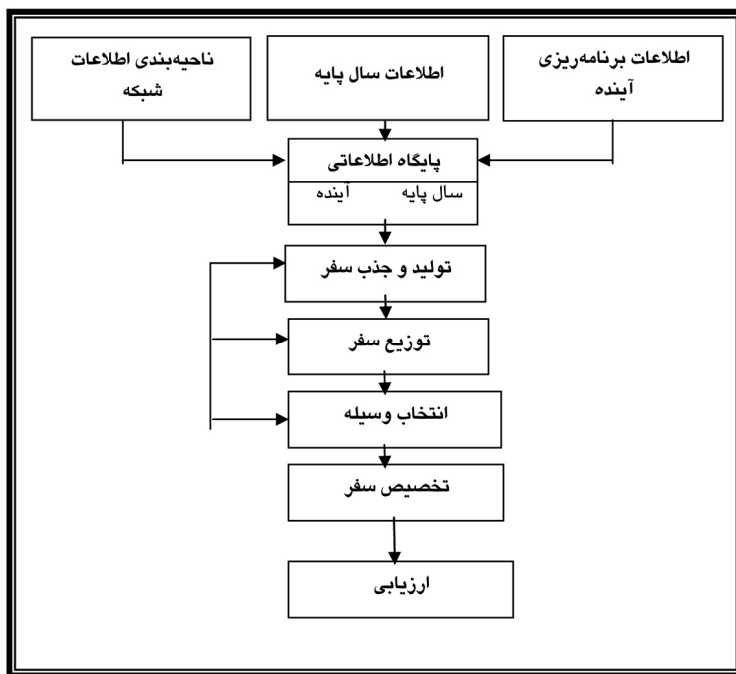 اطلاعات برنامه‌ریزی
آینده
اطلاعات سال پایه
ناحیه‌بندی اطلاعات
شبکه
پایگاه اطلاعاتی
سال پایه آینده
تولید و جذب سفر
توزیع سفر
انتخاب وسیله
تخصیص سفر
ارزیابی